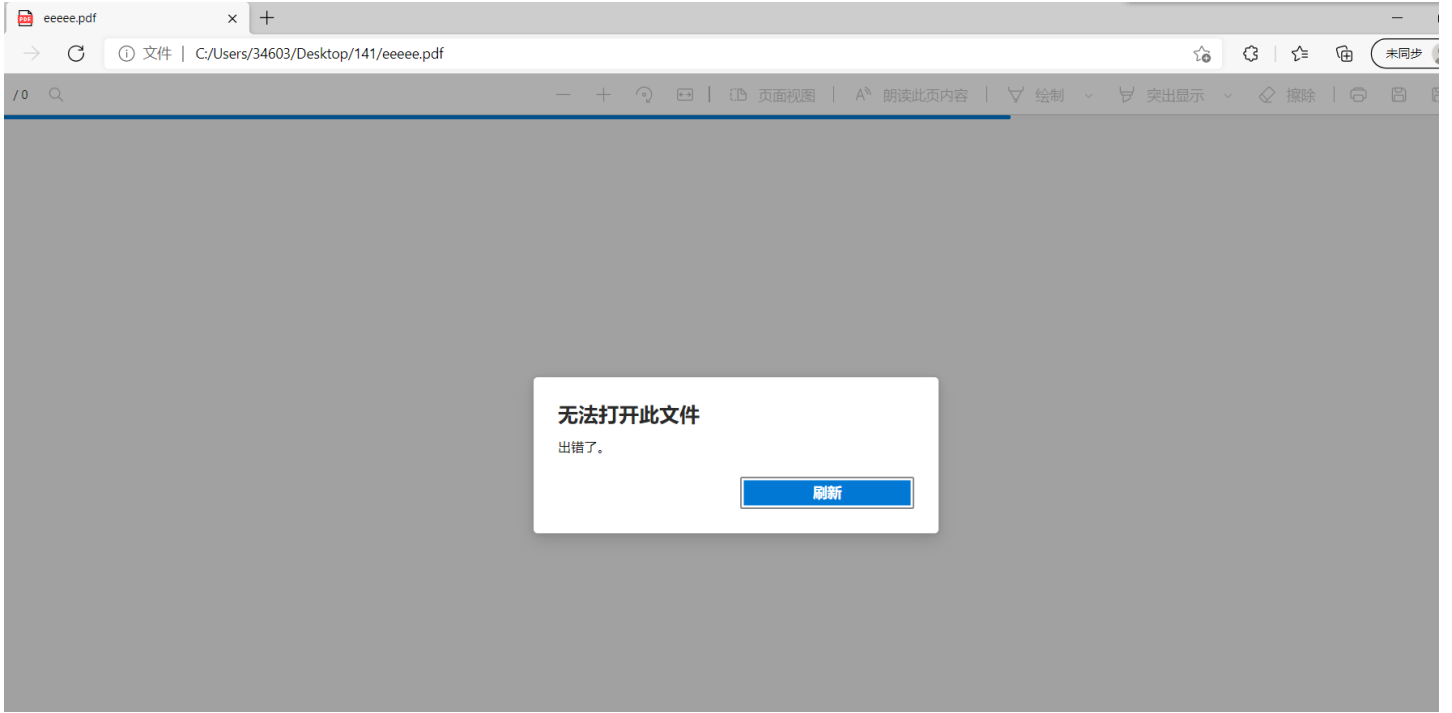 eeeee.pdf
文件 | C:/Users/34603/Desktop/141/eeeee.pdf
未同步
/ 0
页面视图
朗读此页内容
绘制
突出显示
擦除
无法打开此文件
出错了。
刷新